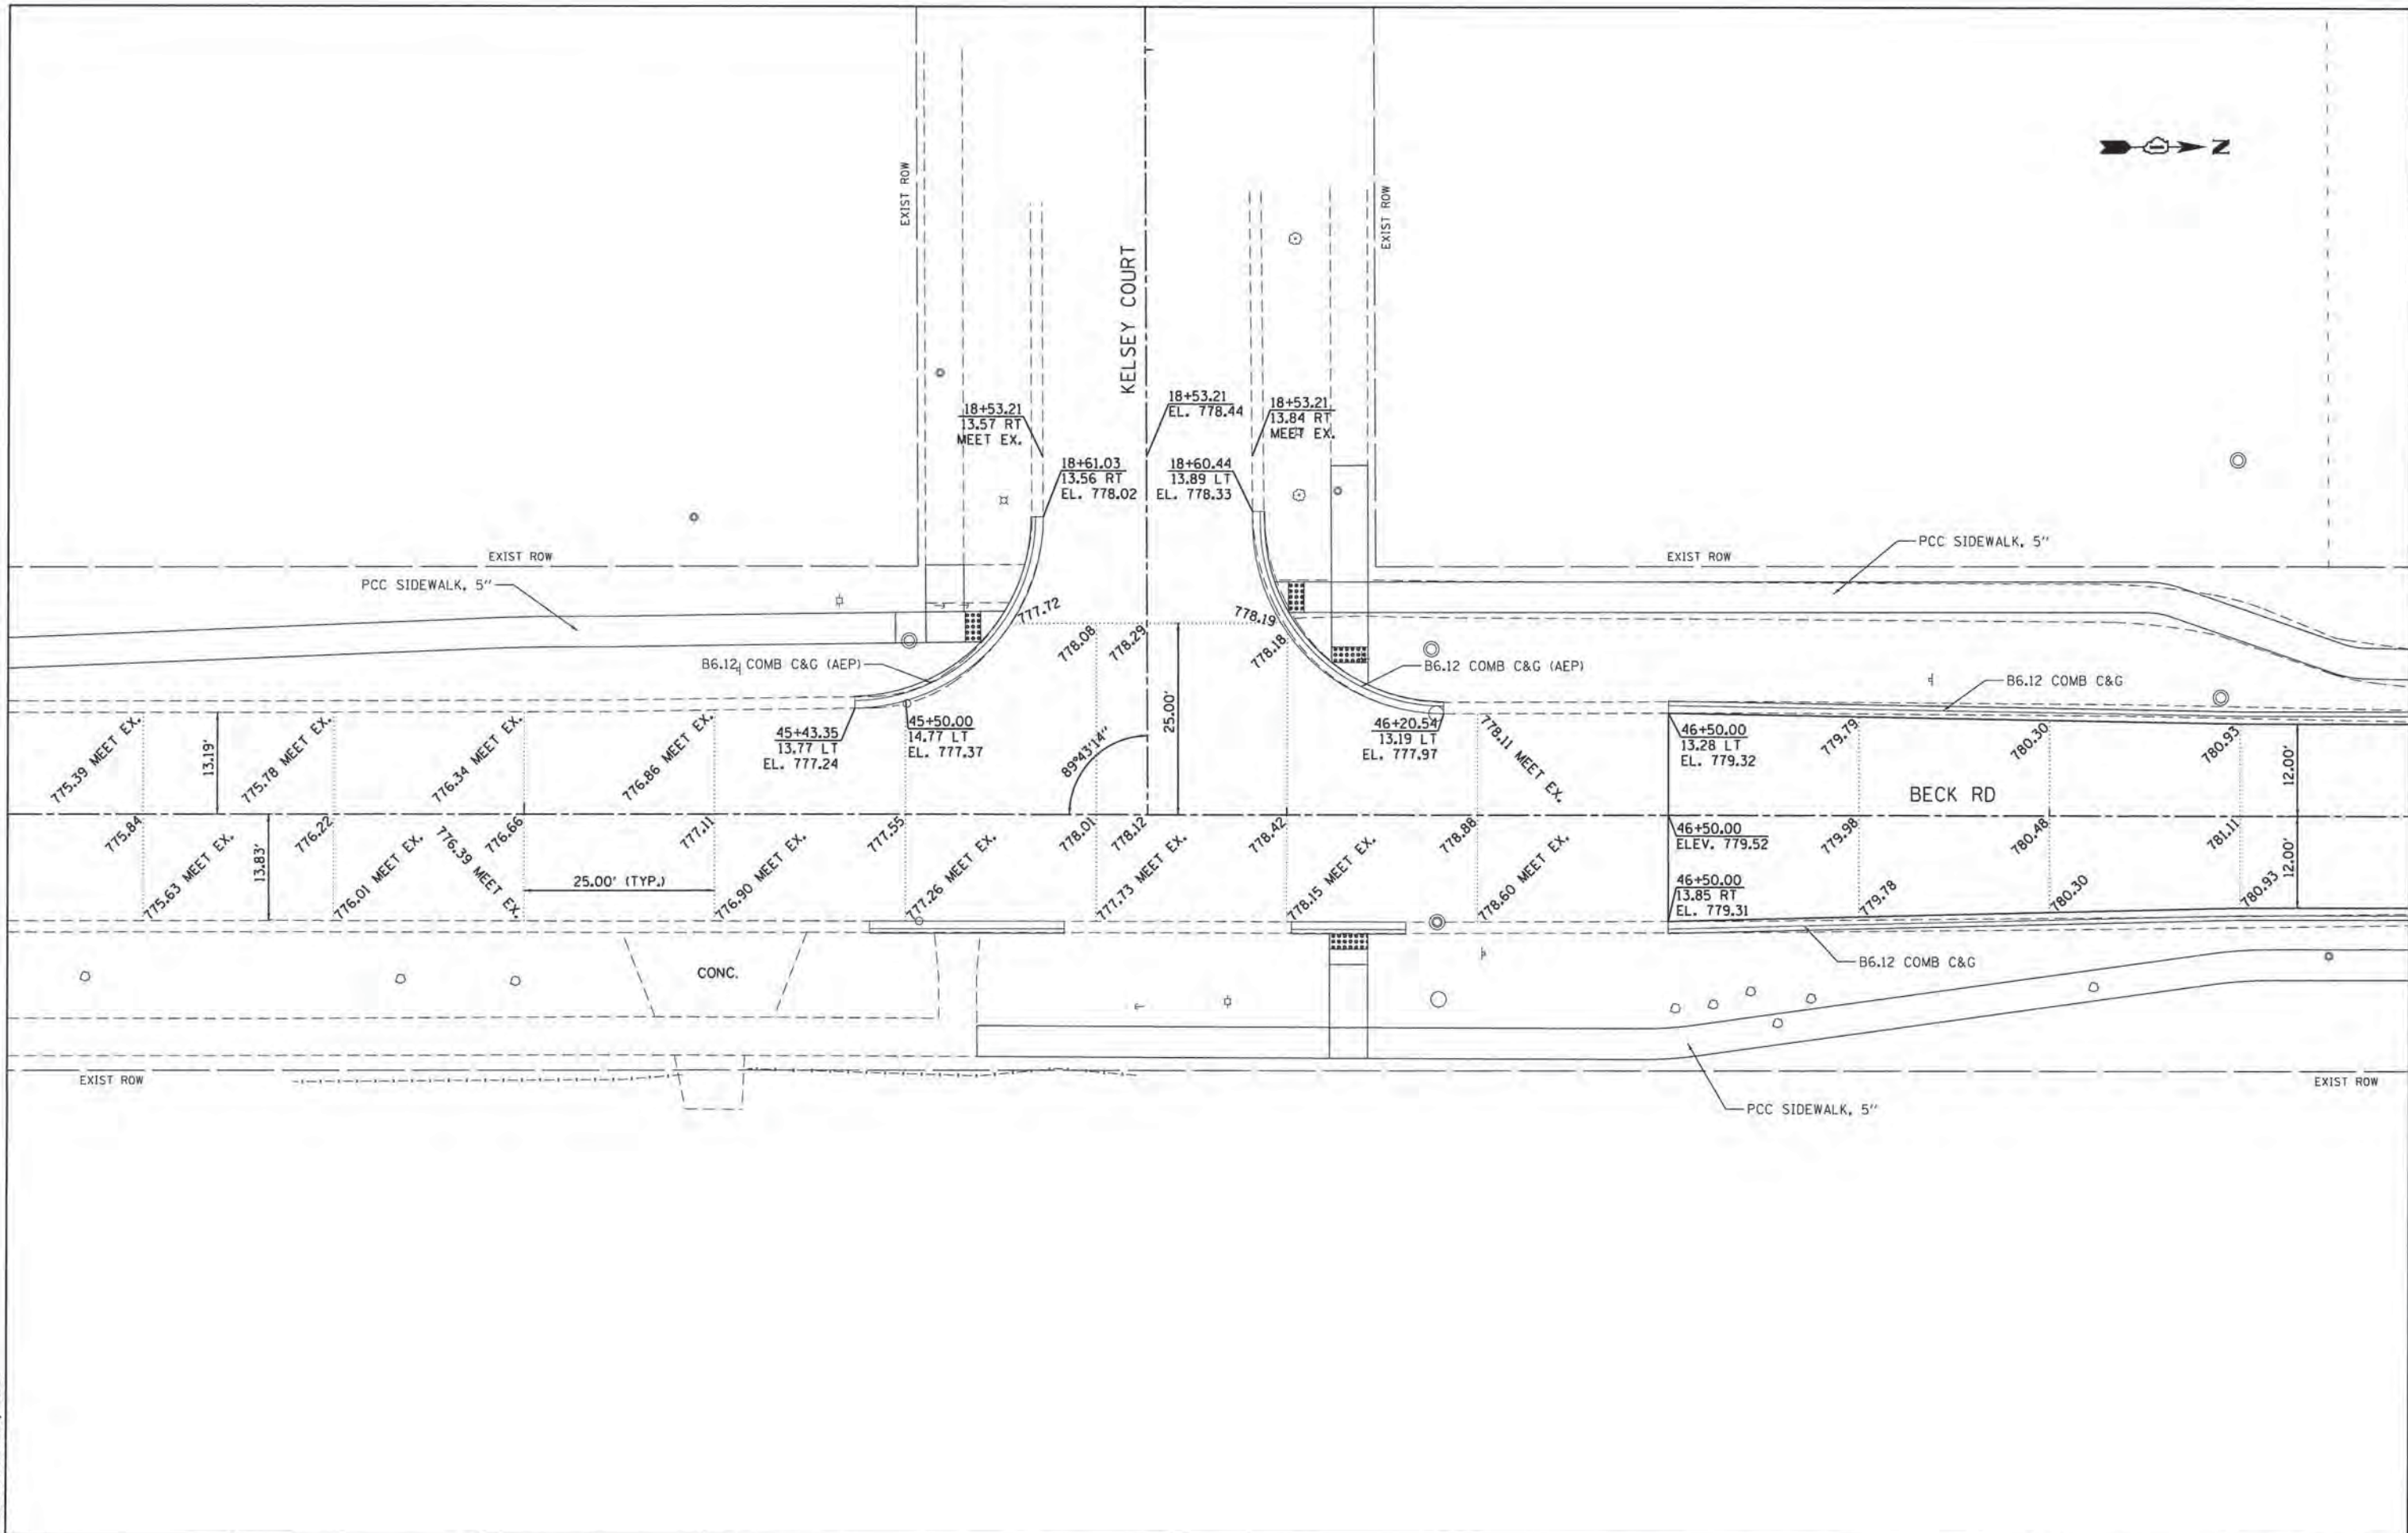 N
EXIST ROW
EXIST ROW
KELSEY COURT
18+53.21
13.57 RT
MEET EX.
18+53.21
EL. 778.44
18+53.21
13.84 RT
MEET EX.
18+61.03
13.56 RT
EL. 778.02
18+60.44
13.89 LT
EL. 778.33
EXIST ROW
PCC SIDEWALK, 5"
EXIST ROW
PCC SIDEWALK, 5"
777.72
778.08
778.29
778.19
778.18
B6.12 COMB C&G (AEP)
B6.12 COMB C&G (AEP)
B6.12 COMB C&G
25.00'
89°43'14"
775.39 MEET EX.
13.19'
775.78 MEET EX.
776.34 MEET EX.
776.86 MEET EX.
45+43.35
13.77 LT
EL. 777.24
45+50.00
14.77 LT
EL. 777.37
46+20.54
13.19 LT
EL. 777.97
778.11 MEET EX.
46+50.00
13.28 LT
EL. 779.32
779.79
780.30
780.93
12.00'
BECK RD
775.84
776.22
776.66
777.11
777.55
778.01
778.12
778.42
778.88
46+50.00
ELEV. 779.52
779.98
780.48
781.11
12.00'
13.83'
775.63 MEET EX.
776.01 MEET EX.
776.39 MEET EX.
25.00' (TYP.)
776.90 MEET EX.
777.26 MEET EX.
777.73 MEET EX.
778.15 MEET EX.
778.60 MEET EX.
46+50.00
13.85 RT
EL. 779.31
779.78
780.30
780.93
B6.12 COMB C&G
CONC.
EXIST ROW
EXIST ROW
PCC SIDEWALK, 5"